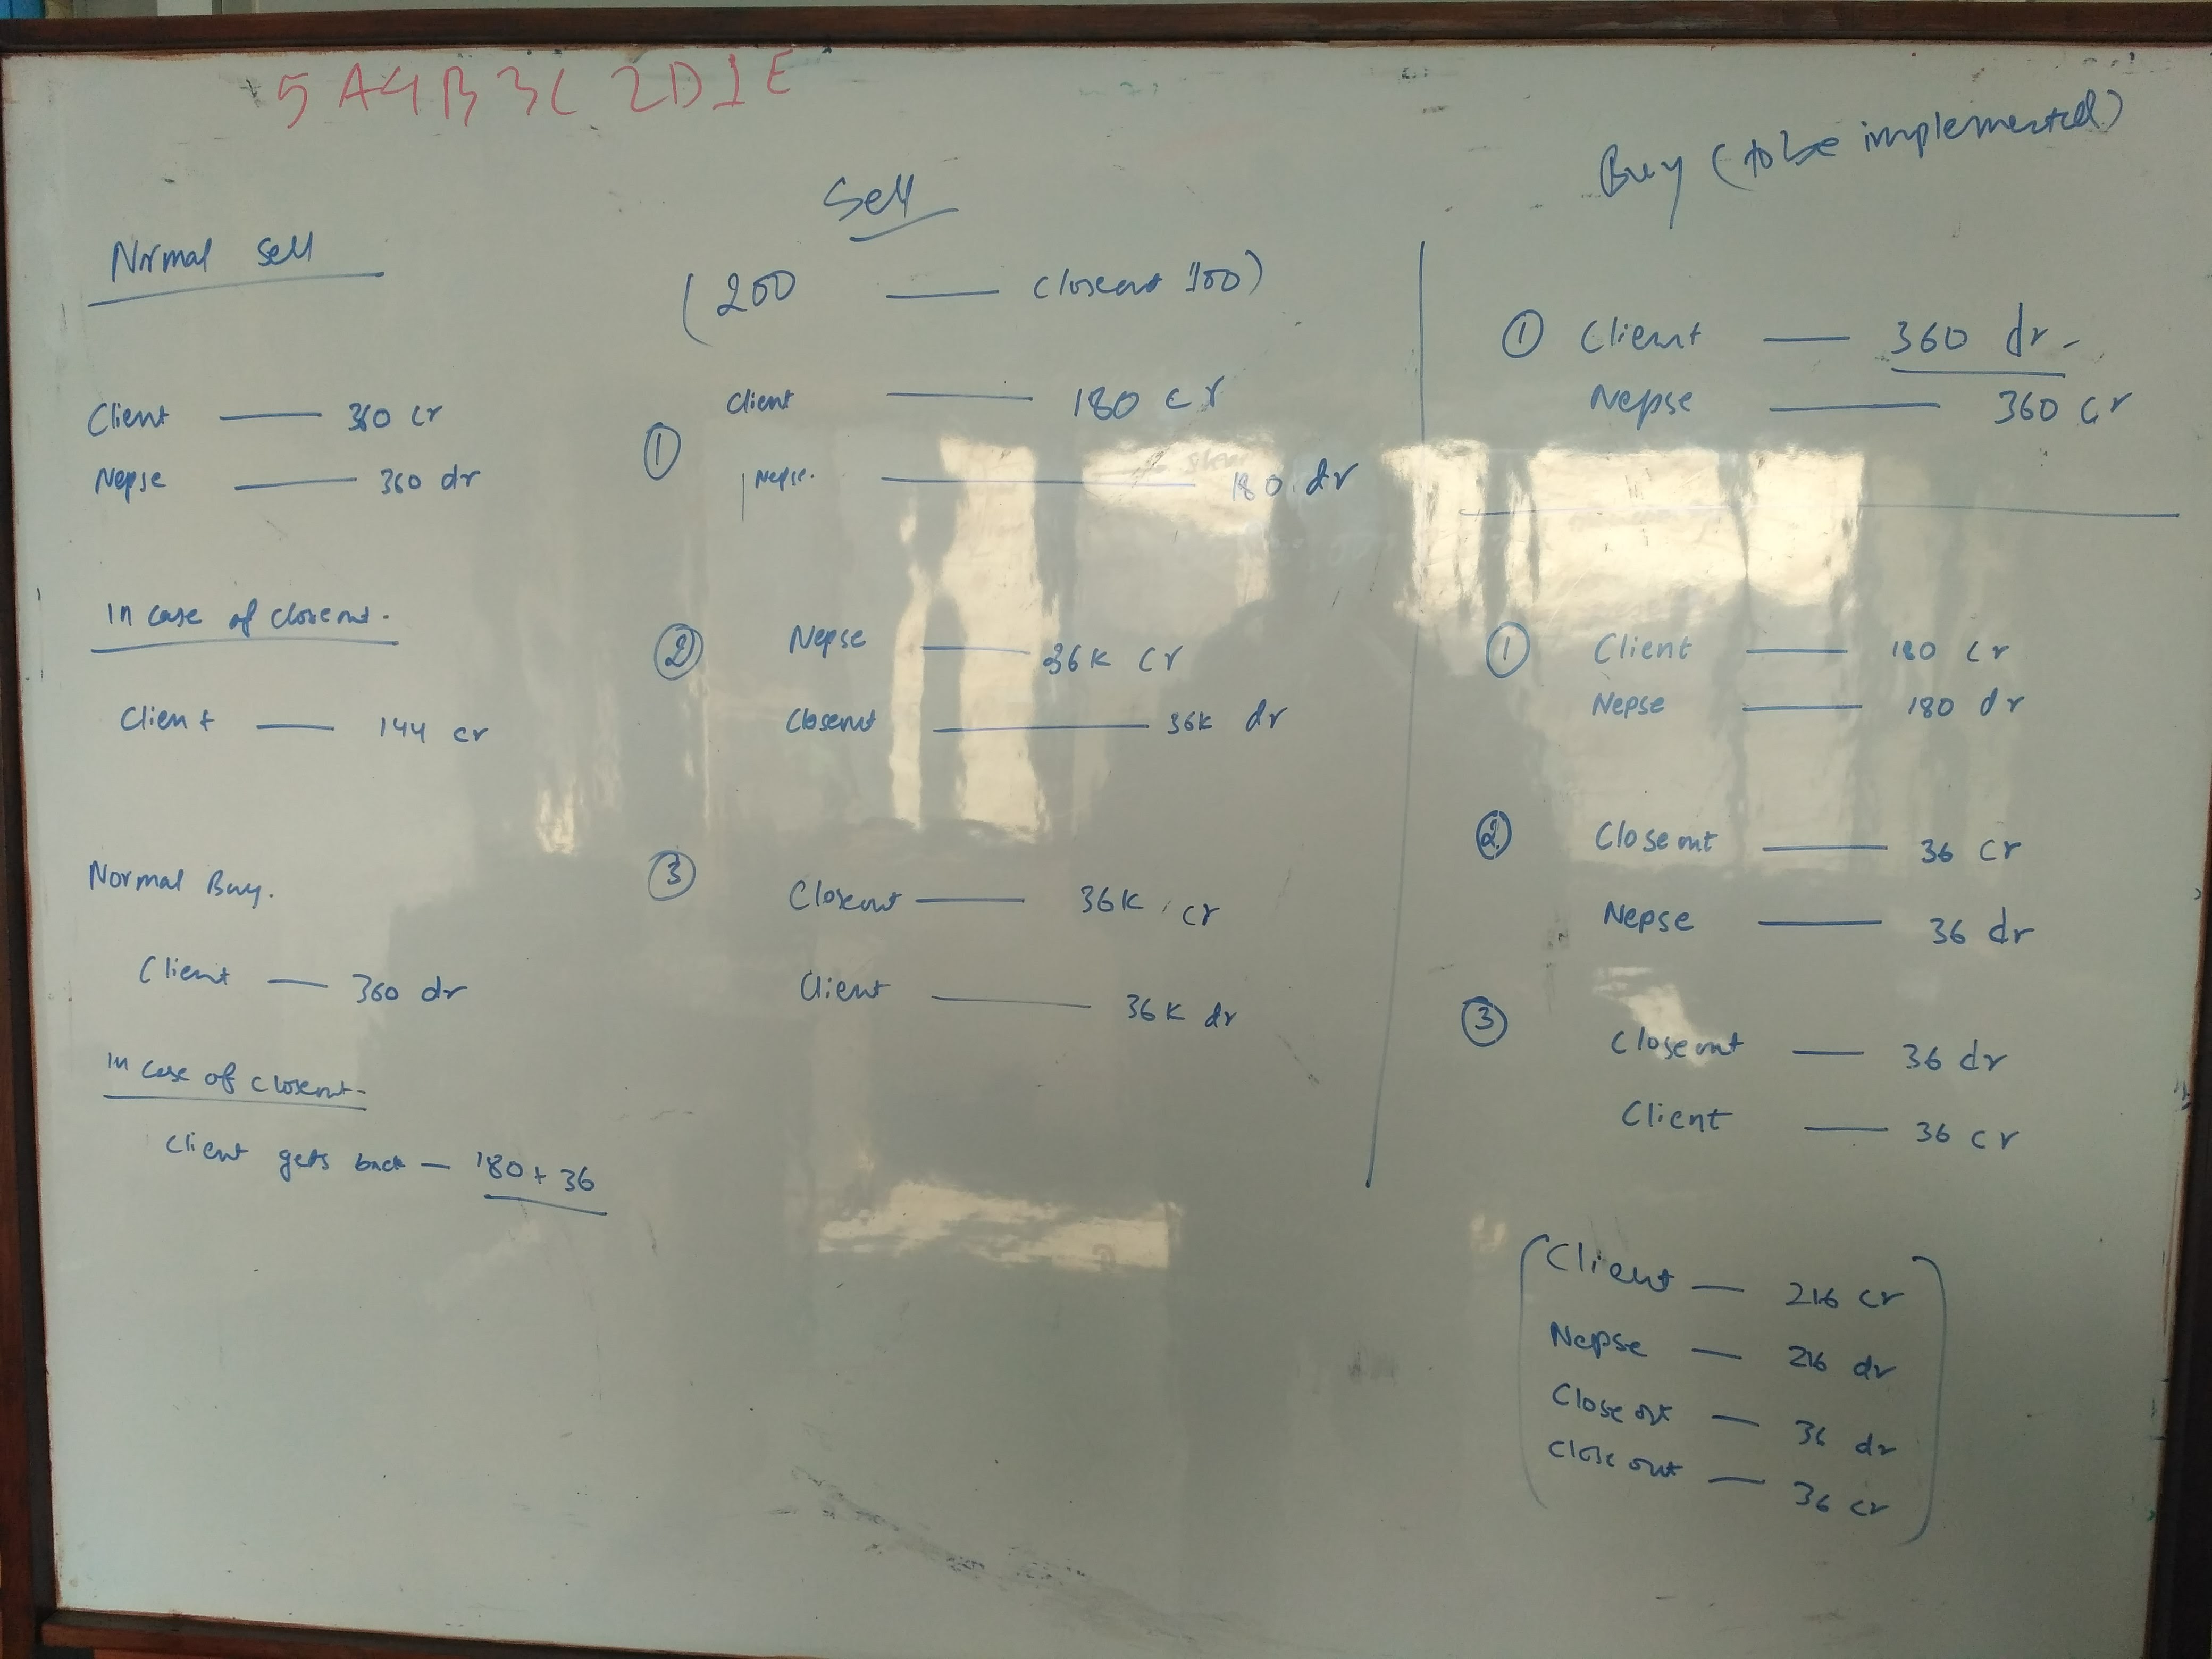 5A4B3C2D1E
Normal sell
Client — 360 cr
Nepse — 360 dr
In case of closeout.
Client — 144 cr
Normal Buy.
Client — 360 dr
In case of closeout-
Client gets back — 180 + 36
Sell
(200 — closeout 100)
① Client — 180 cr
Nepse. — 180 dr
② Nepse — 36K cr
Closeout — 36K dr
③ Closeout — 36K cr
Client — 36K dr
Buy (to be implemented)
① Client — 360 dr
Nepse — 360 cr
① Client — 180 cr
Nepse — 180 dr
② Closeout — 36 cr
Nepse — 36 dr
③ Closeout — 36 dr
Client — 36 cr
Client — 216 cr
Nepse — 216 dr
Closeout — 36 dr
Closeout — 36 cr